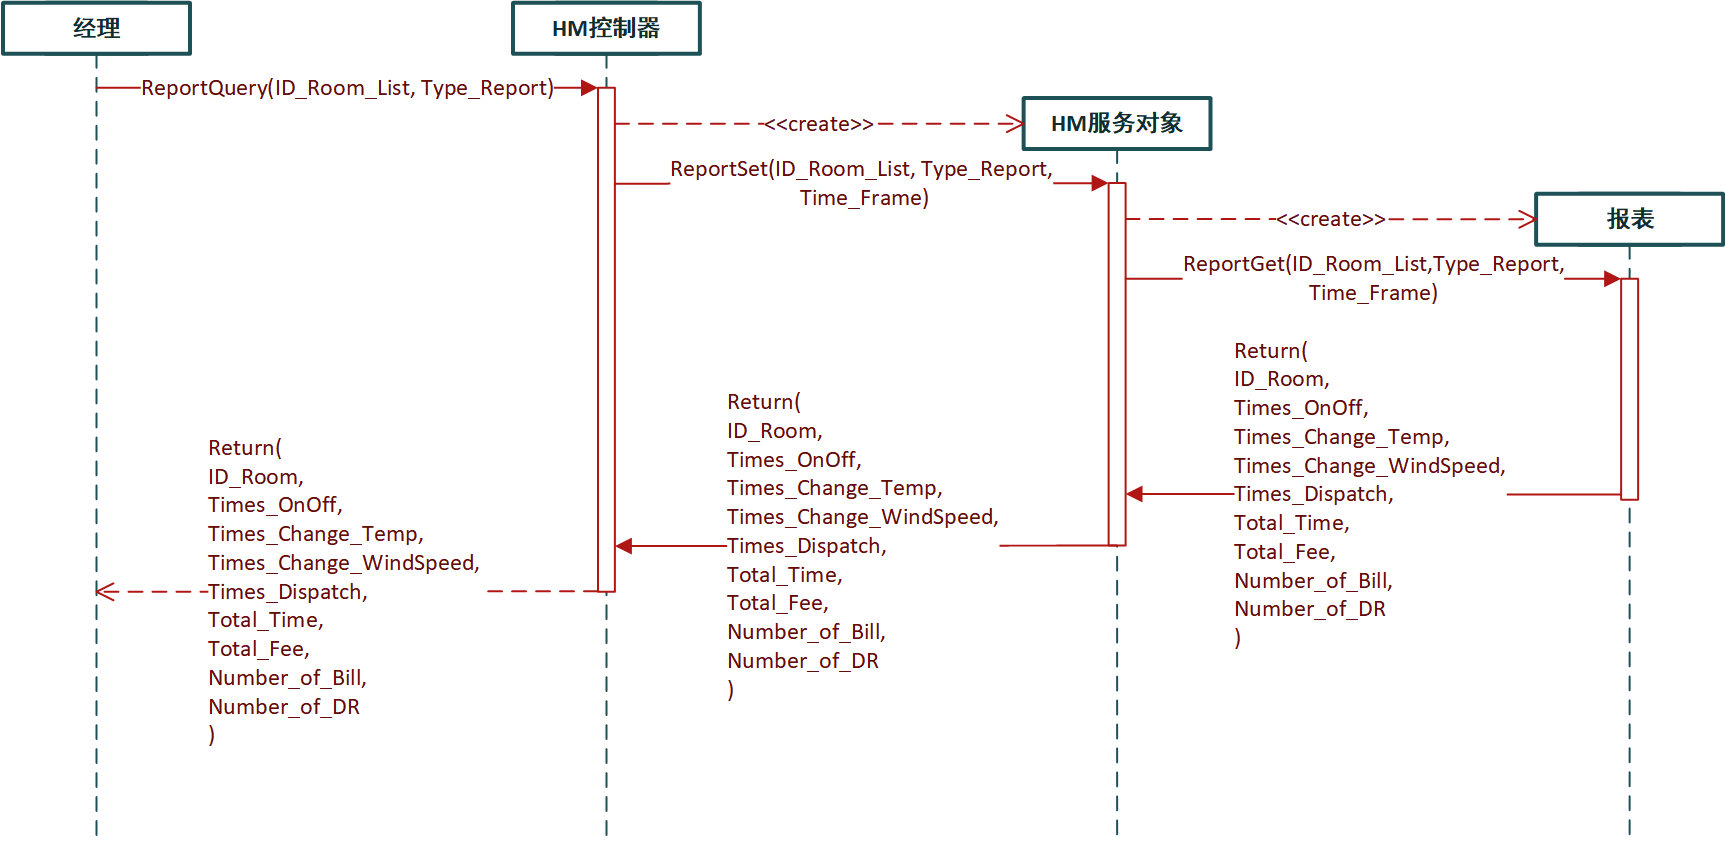 经理
HM控制器
ReportQuery(ID_Room_List, Type_Report)
<<create>>
HM服务对象
ReportSet(ID_Room_List, Type_Report,
Time_Frame)
<<create>>
报表
ReportGet(ID_Room_List,Type_Report,
Time_Frame)
Return(
ID_Room,
Times_OnOff,
Times_Change_Temp,
Times_Change_WindSpeed,
Times_Dispatch,
Total_Time,
Total_Fee,
Number_of_Bill,
Number_of_DR
)
Return(
ID_Room,
Times_OnOff,
Times_Change_Temp,
Times_Change_WindSpeed,
Times_Dispatch,
Total_Time,
Total_Fee,
Number_of_Bill,
Number_of_DR
)
Return(
ID_Room,
Times_OnOff,
Times_Change_Temp,
Times_Change_WindSpeed,
Times_Dispatch,
Total_Time,
Total_Fee,
Number_of_Bill,
Number_of_DR
)